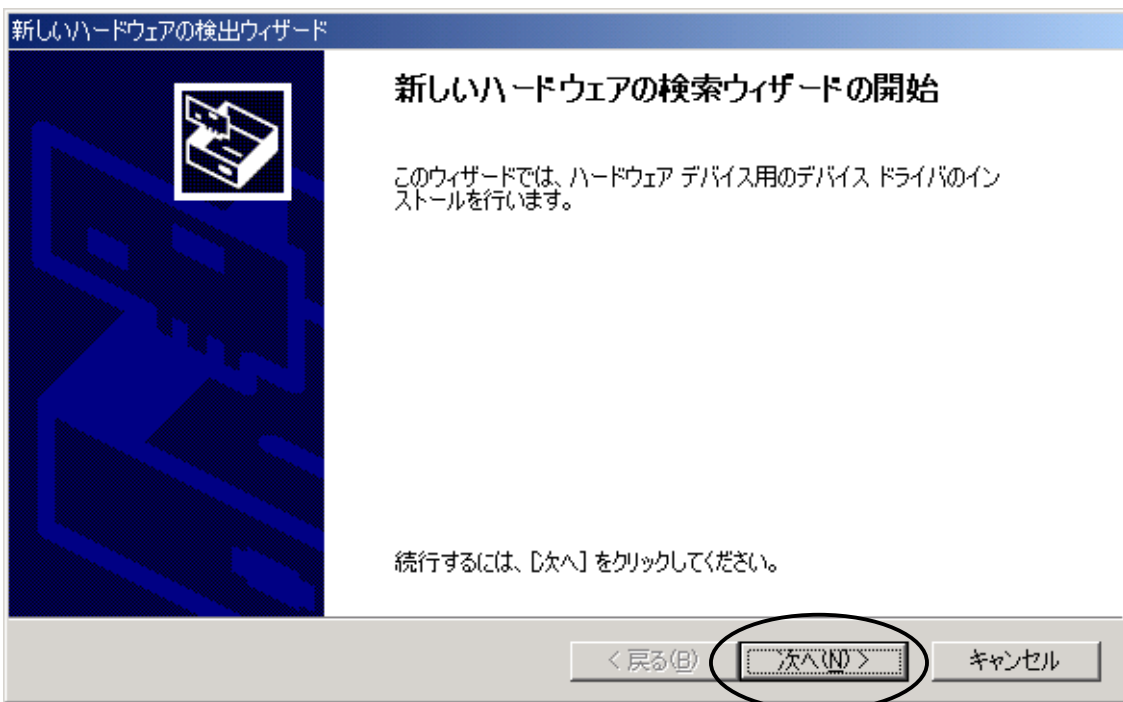 新しいハードウェアの検出ウィザード
新しいハードウェアの検索ウィザードの開始
このウィザードでは、ハードウェア デバイス用のデバイス ドライバのイン
ストールを行います。
続行するには、[次へ] をクリックしてください。
< 戻る(B)
次へ(N) >
キャンセル